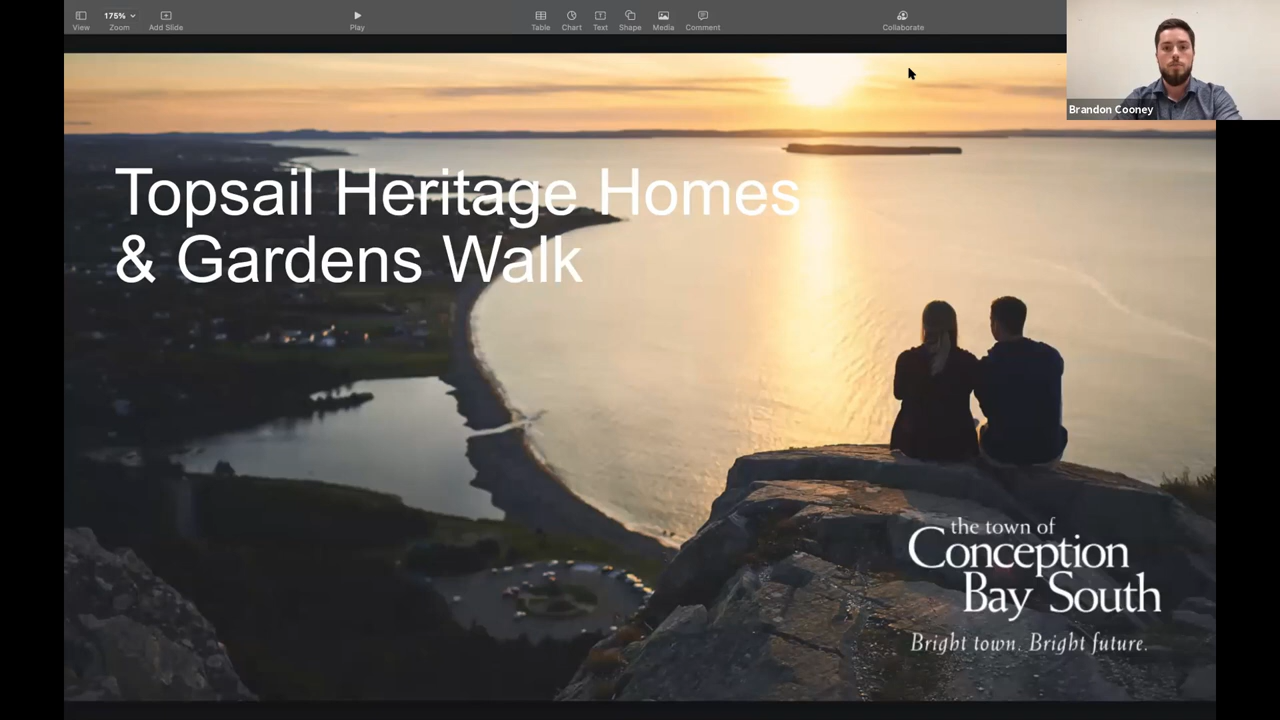 175%
View
Zoom
Add Slide
Play
Table
Chart
Text
Shape
Media
Comment
Collaborate
Brandon Cooney
Topsail Heritage Homes
& Gardens Walk
the town of
Conception
Bay South
Bright town. Bright future.